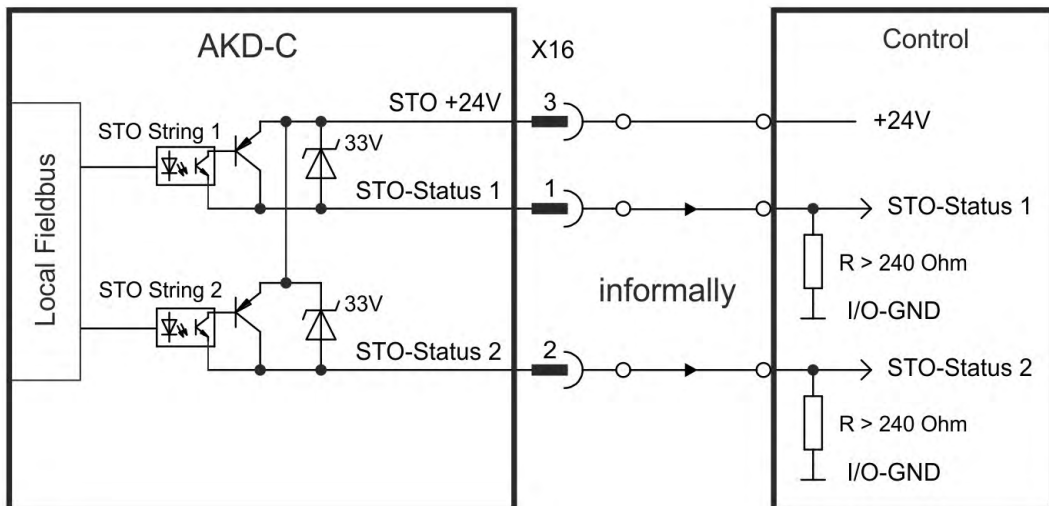 AKD-C
X16
Control
STO +24V
3
+24V
STO String 1
33V
STO-Status 1
1
STO-Status 1
R > 240 Ohm
I/O-GND
Local Fieldbus
informally
STO String 2
33V
STO-Status 2
2
STO-Status 2
R > 240 Ohm
I/O-GND